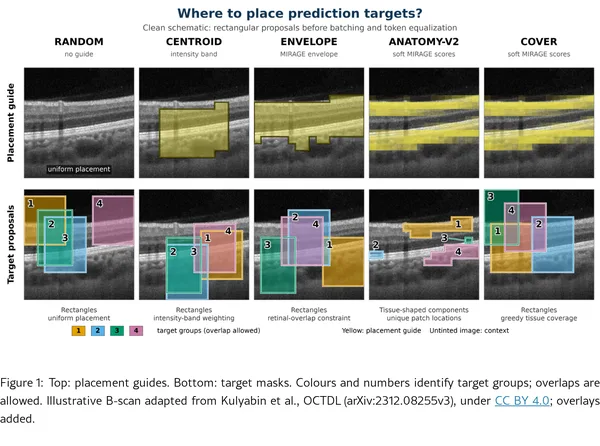 Where to place prediction targets?
Clean schematic: rectangular proposals before batching and token equalization
RANDOM CENTROID ENVELOPE ANATOMY-V2 COVER
no guide intensity band MIRAGE envelope soft MIRAGE scores soft MIRAGE scores
Placement guide
uniform placement
Target proposals
1 2 3 4
1 2 3 4
1 2 3 4
1 2 3 4
1 2 3 4
Rectangles Rectangles Rectangles Tissue-shaped components Rectangles
uniform placement intensity-band weighting retinal-overlap constraint unique patch locations greedy tissue coverage
1 2 3 4 target groups (overlap allowed) Yellow: placement guide Untinted image: context
Figure 1: Top: placement guides. Bottom: target masks. Colours and numbers identify target groups; overlaps are
allowed. Illustrative B-scan adapted from Kulyabin et al., OCTDL (arXiv:2312.08255v3), under CC BY 4.0; overlays
added.